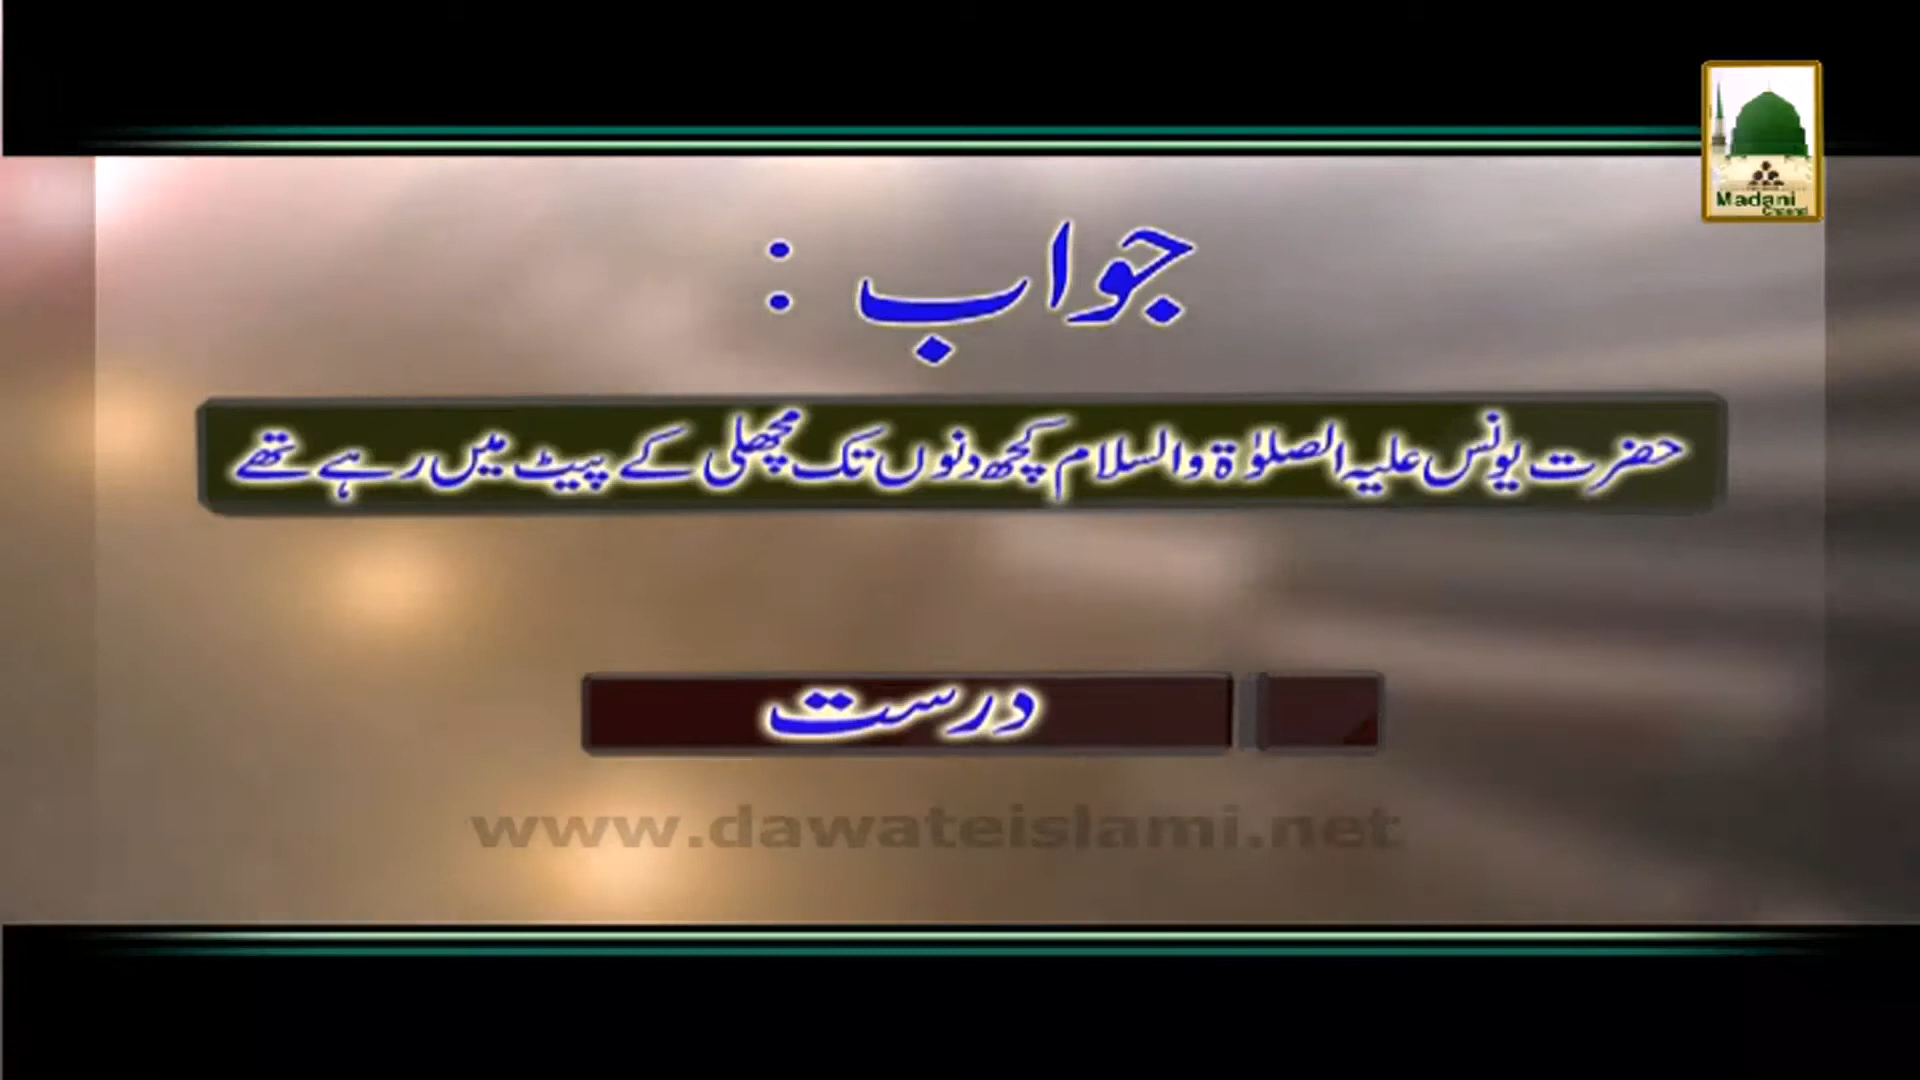 Madani
Channel
جواب :
حضرت یونس علیہ الصلوٰۃ والسلام کچھ دنوں تک مچھلی کے پیٹ میں رہے تھے
درست
www.dawateislami.net